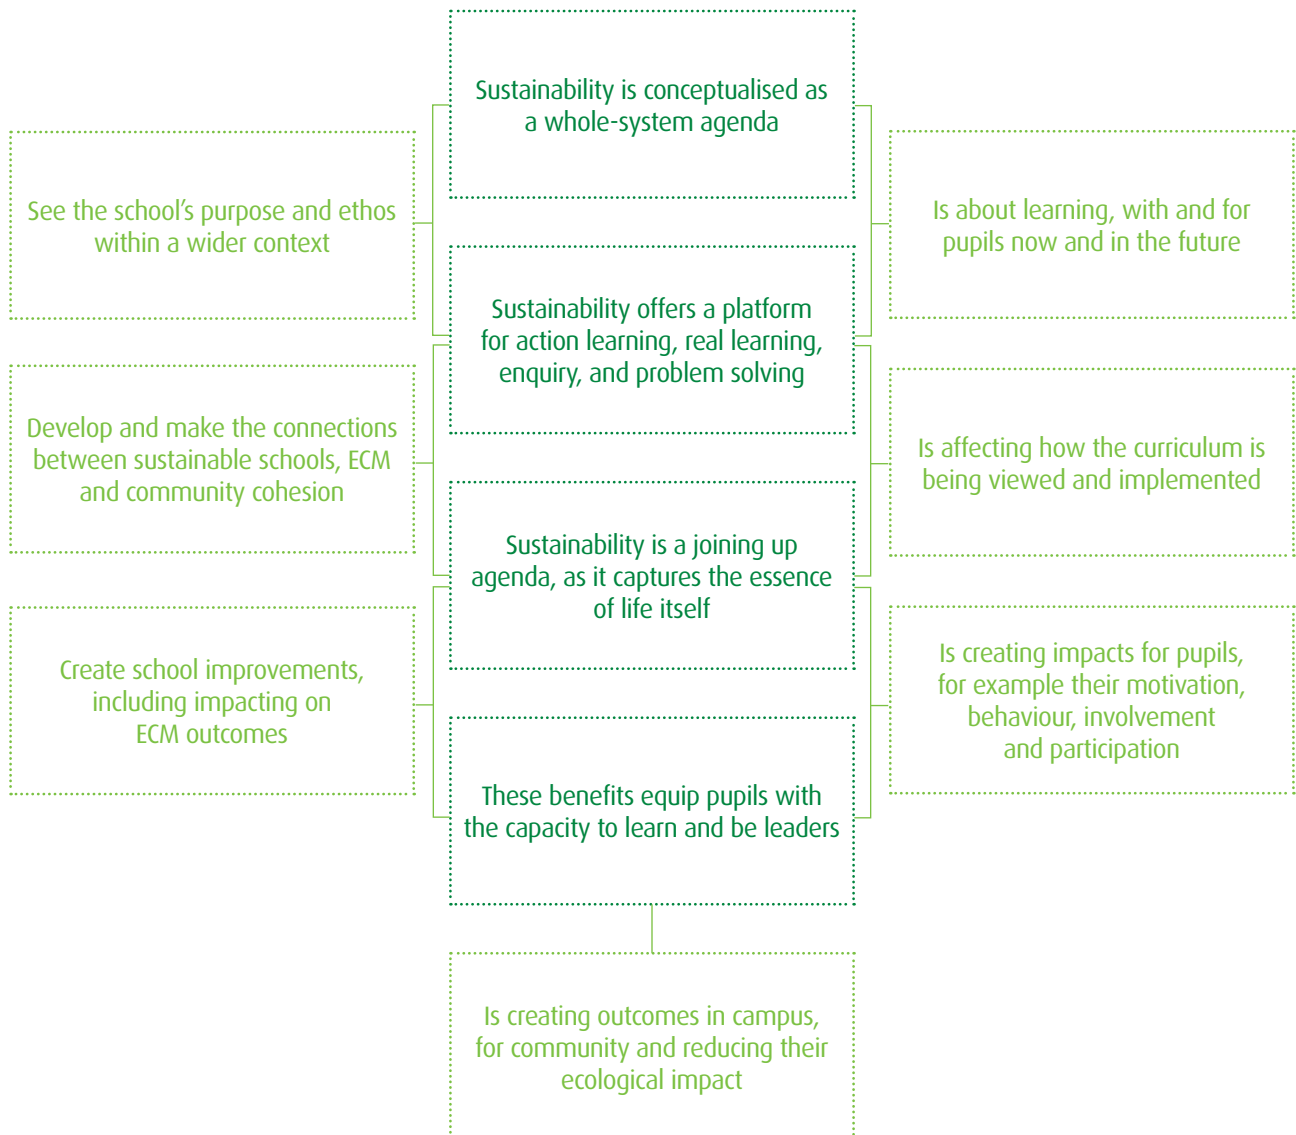 Sustainability is conceptualised as
a whole-system agenda
See the school’s purpose and ethos
within a wider context
Is about learning, with and for
pupils now and in the future
Sustainability offers a platform
for action learning, real learning,
enquiry, and problem solving
Develop and make the connections
between sustainable schools, ECM
and community cohesion
Is affecting how the curriculum is
being viewed and implemented
Sustainability is a joining up
agenda, as it captures the essence
of life itself
Create school improvements,
including impacting on
ECM outcomes
Is creating impacts for pupils,
for example their motivation,
behaviour, involvement
and participation
These benefits equip pupils with
the capacity to learn and be leaders
Is creating outcomes in campus,
for community and reducing their
ecological impact